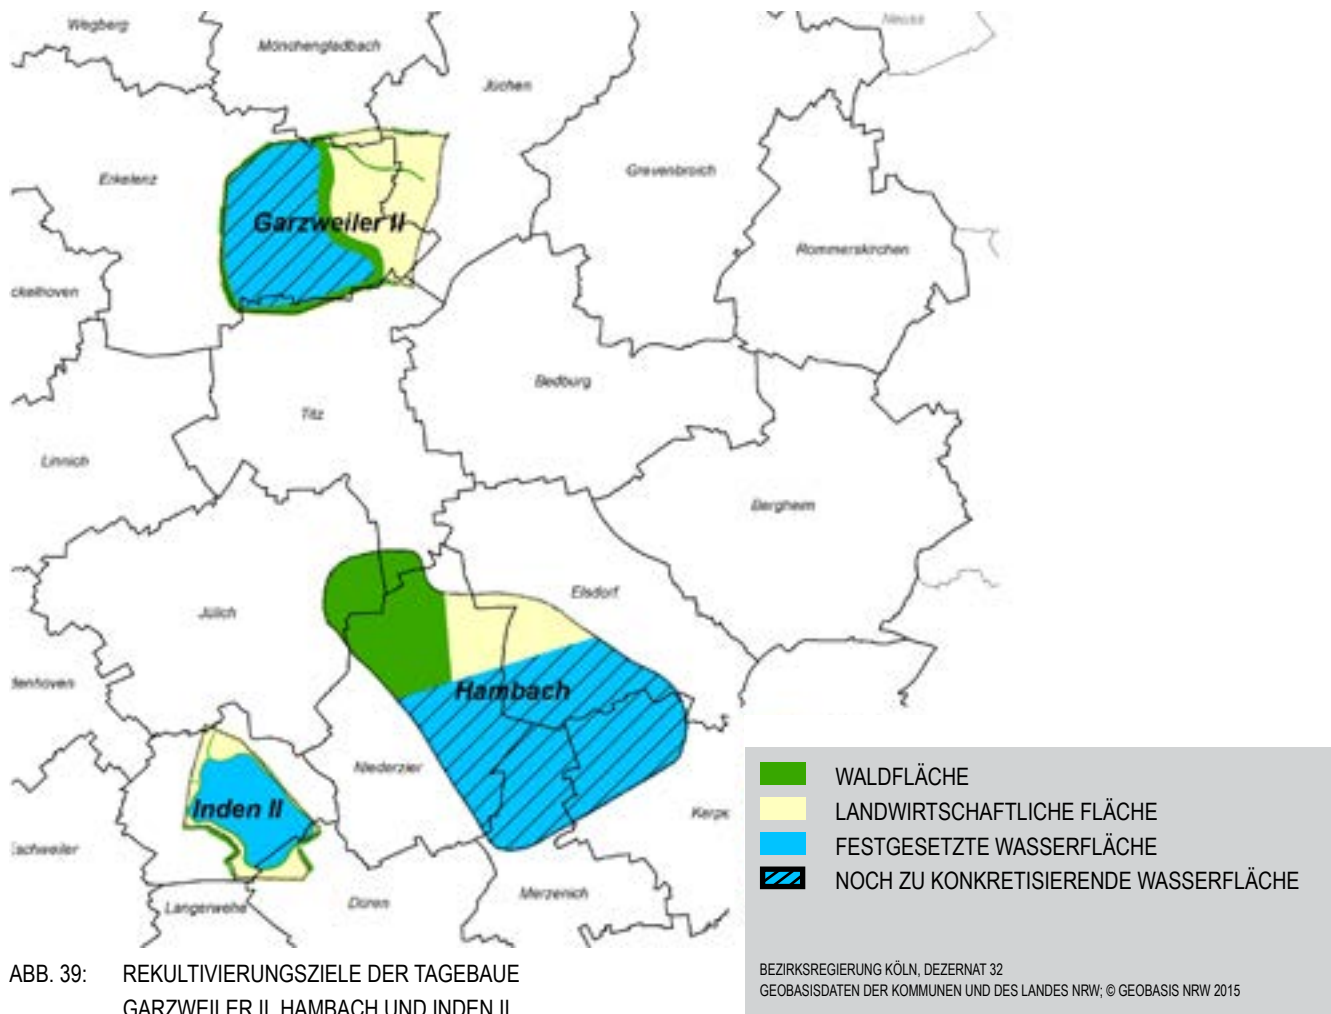 Wegberg
Mönchengladbach
Neuss
Jüchen
Erkelenz
Grevenbroich
Garzweiler II
Rommerskirchen
ckelhoven
Bedburg
Titz
Linnich
Bergheim
Elsdorf
Jülich
denhoven
Hambach
Niederzier
Inden II
Kerpe
schweiler
Merzenich
Düren
Langerwehe
WALDFLÄCHE
LANDWIRTSCHAFTLICHE FLÄCHE
FESTGESETZTE WASSERFLÄCHE
NOCH ZU KONKRETISIERENDE WASSERFLÄCHE
BEZIRKSREGIERUNG KÖLN, DEZERNAT 32
GEOBASISDATEN DER KOMMUNEN UND DES LANDES NRW; © GEOBASIS NRW 2015
ABB. 39: REKULTIVIERUNGSZIELE DER TAGEBAUE
GARZWEILER II, HAMBACH UND INDEN II